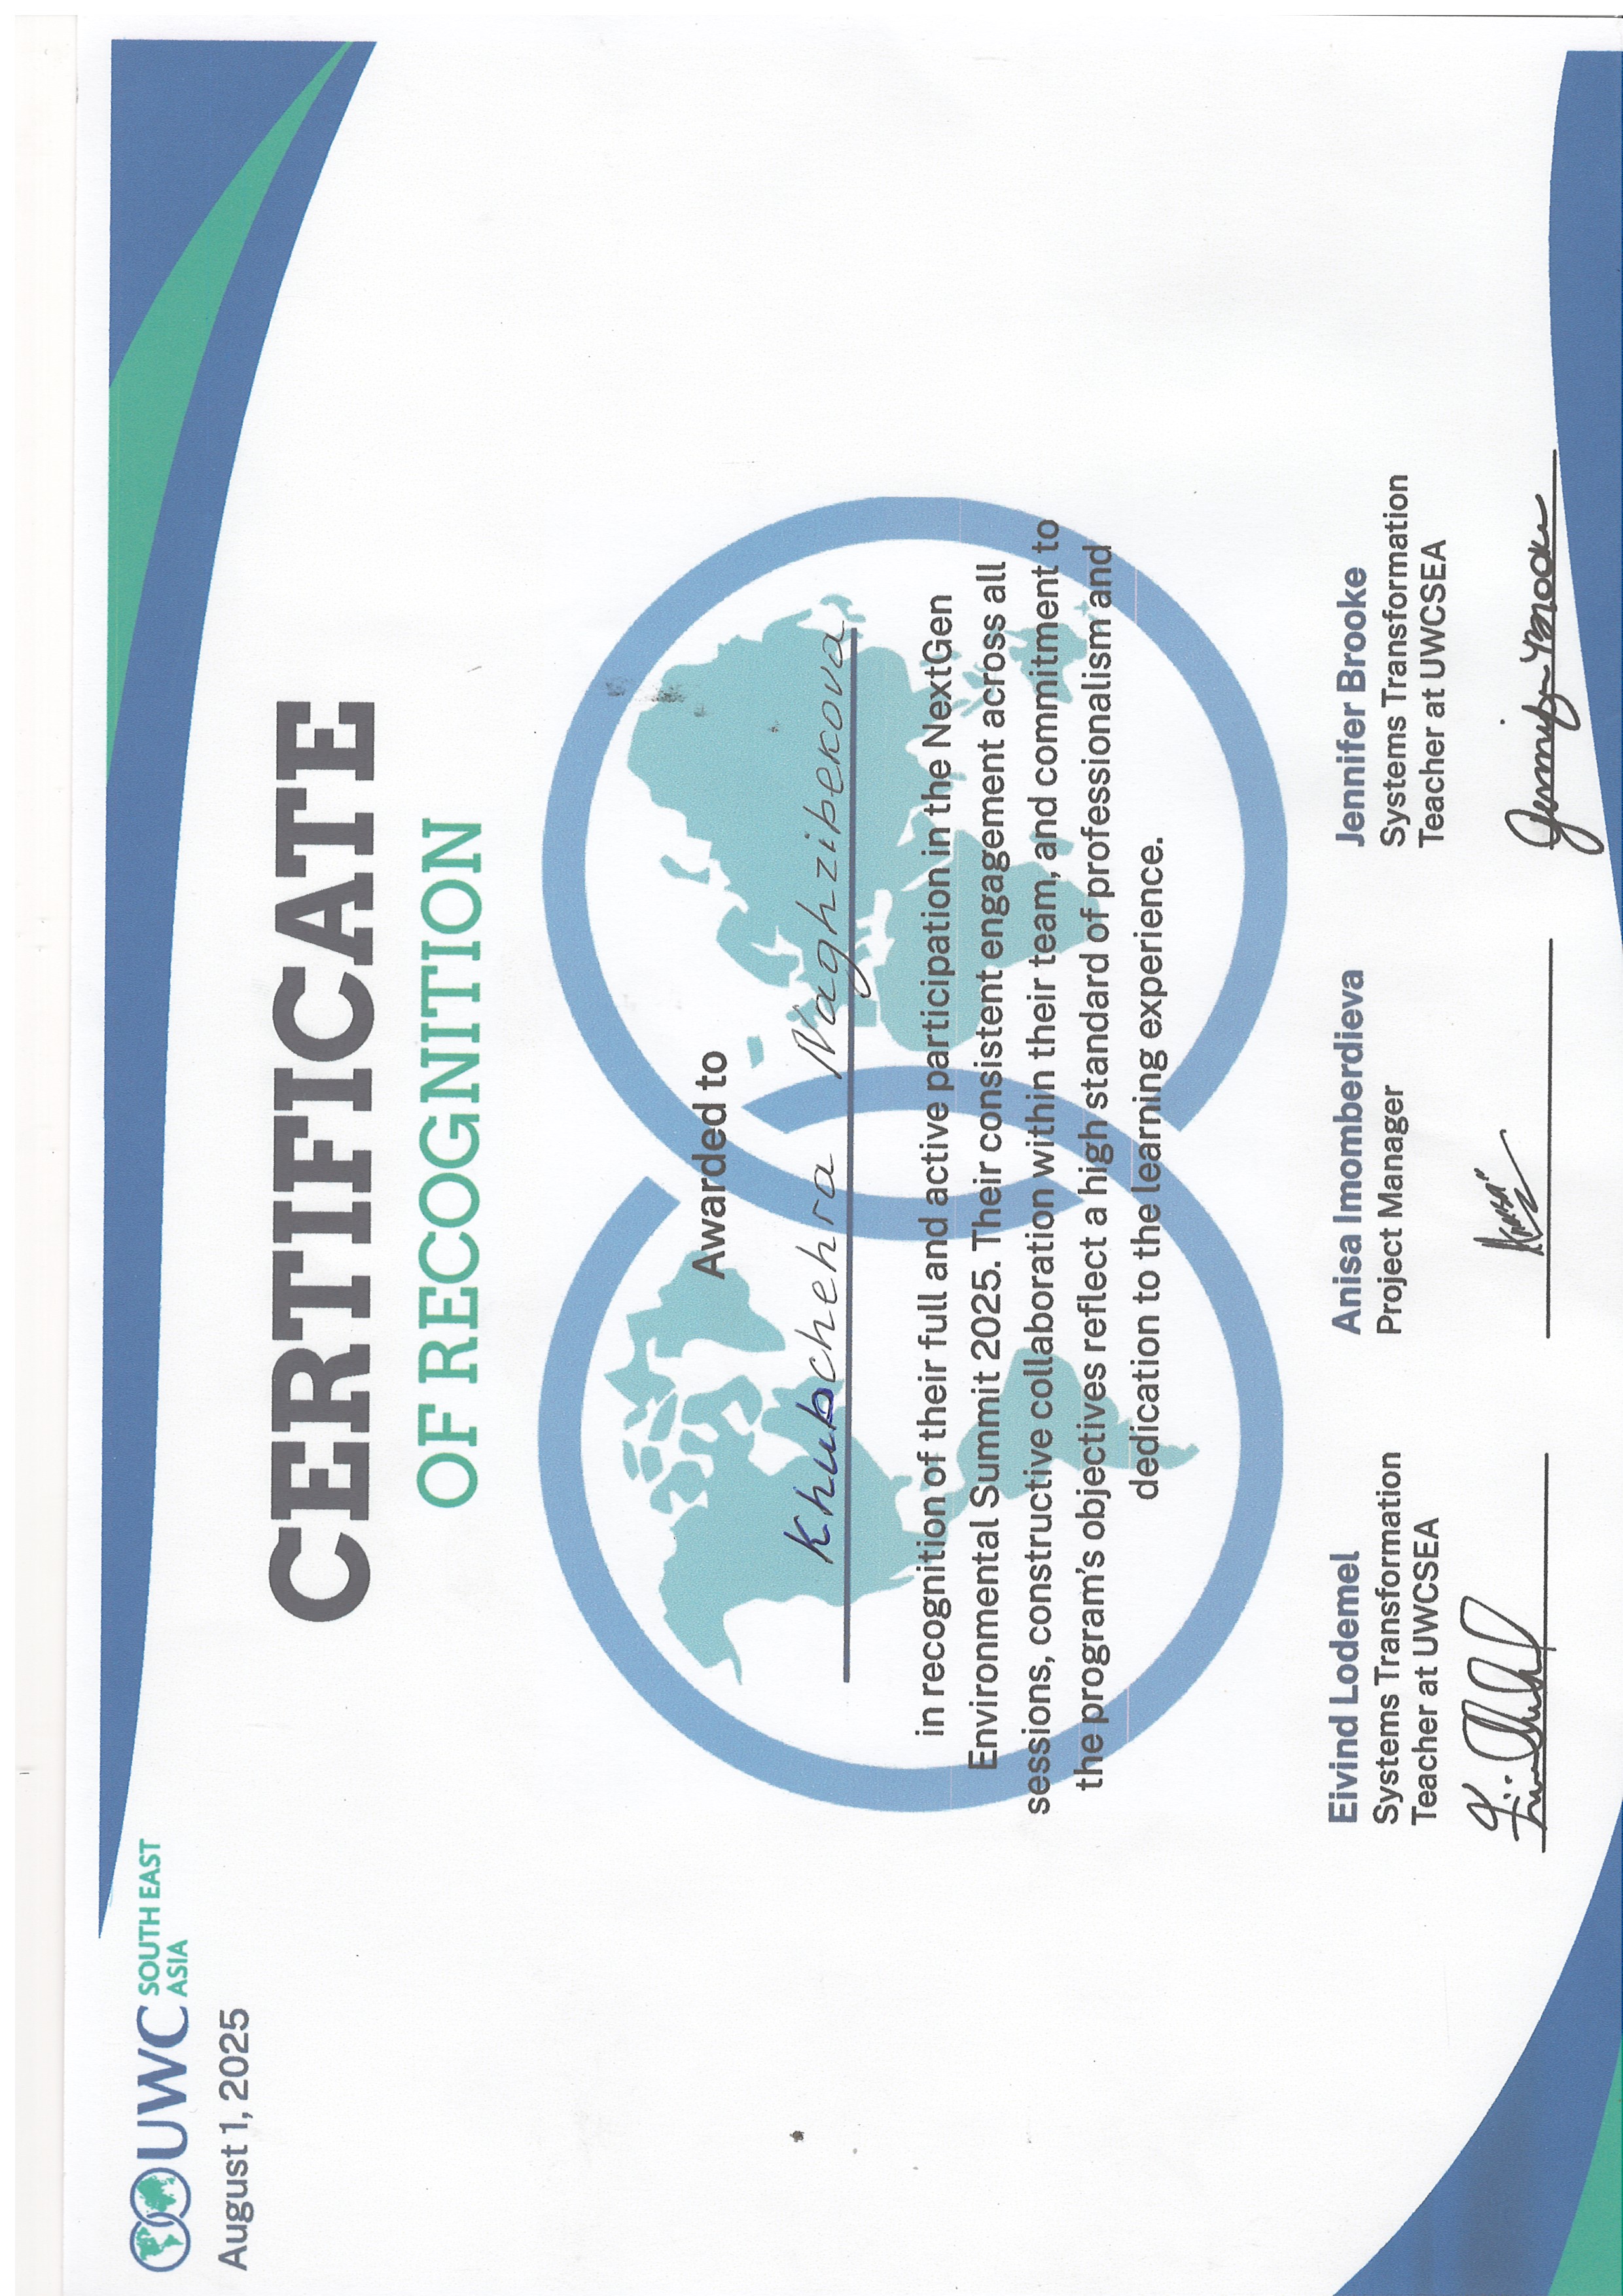 UWC SOUTH EAST
ASIA
August 1, 2025
CERTIFICATE
OF RECOGNITION
Awarded to
Khubchehra Naghzibekova
in recognition of their full and active participation in the NextGen
Environmental Summit 2025. Their consistent engagement across all
sessions, constructive collaboration within their team, and commitment to
the program's objectives reflect a high standard of professionalism and
dedication to the learning experience.
Eivind Lodemel
Systems Transformation
Teacher at UWCSEA
Anisa Imomberdieva
Project Manager
Jennifer Brooke
Systems Transformation
Teacher at UWCSEA
Anisa
Jennifer Brooke